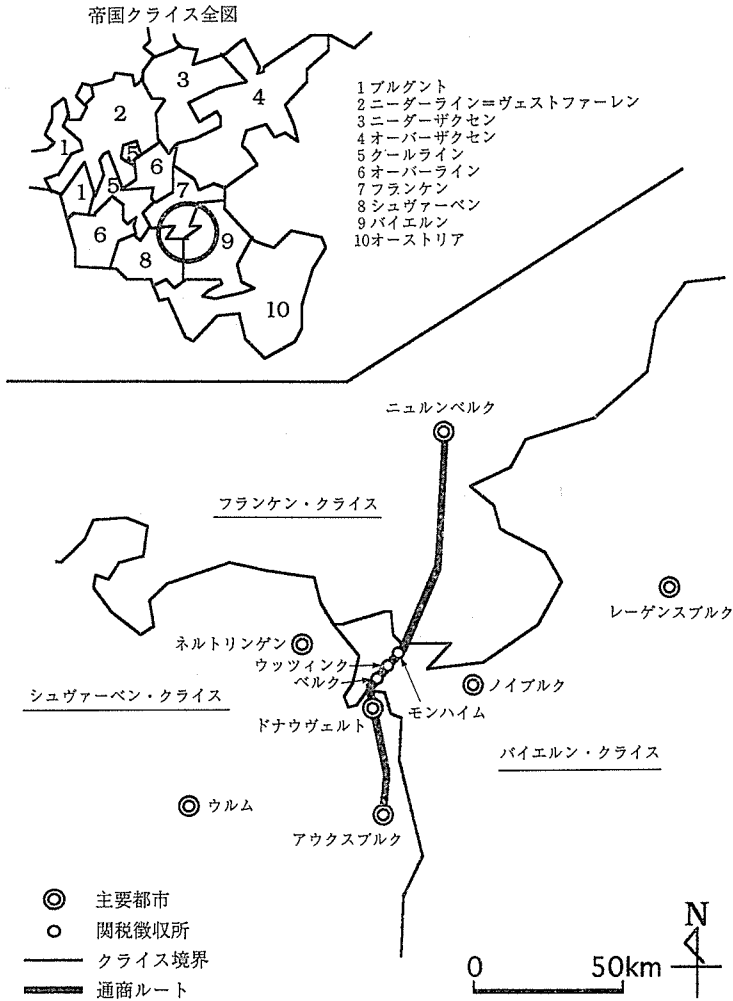 帝国クライス全図
1 ブルグント
2 ニーダーライン＝ヴェストファーレン
3 ニーダーザクセン
4 オーバーザクセン
5 クールライン
6 オーバーライン
7 フランケン
8 シュヴァーベン
9 バイエルン
10 オーストリア
3
4
2
1
5
6
1
5
7
6
8
9
10
ニュルンベルク
フランケン・クライス
レーゲンスブルク
ネルトリンゲン
ウッツィンク
ベルク
シュヴァーベン・クライス
ノイブルク
モンハイム
ドナウヴェルト
バイエルン・クライス
ウルム
アウクスブルク
主要都市
関税徴収所
クライス境界
通商ルート
N
0 50km